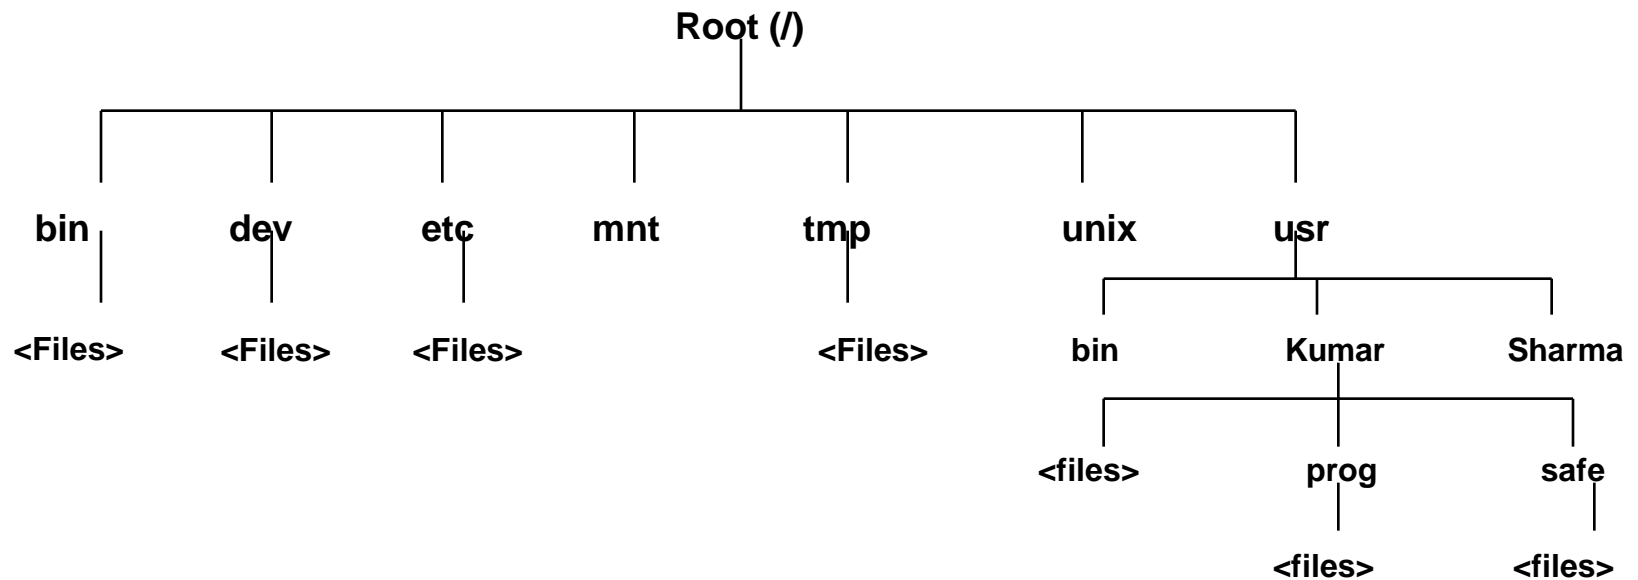 Root (/)
bin dev etc mnt tmp unix usr
<Files> <Files> <Files> <Files> bin Kumar Sharma
<files> prog safe
<files> <files>